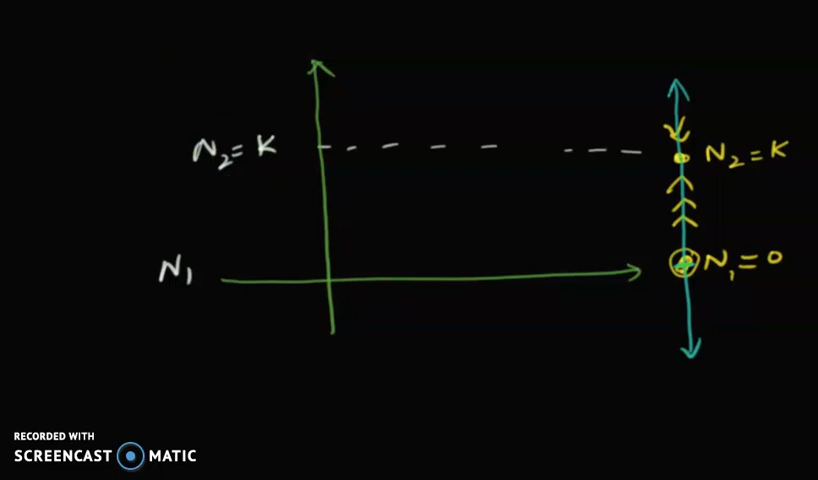 N₂ = K
N₂ = K
N₁
N₁ = 0
RECORDED WITH
SCREENCAST MATIC